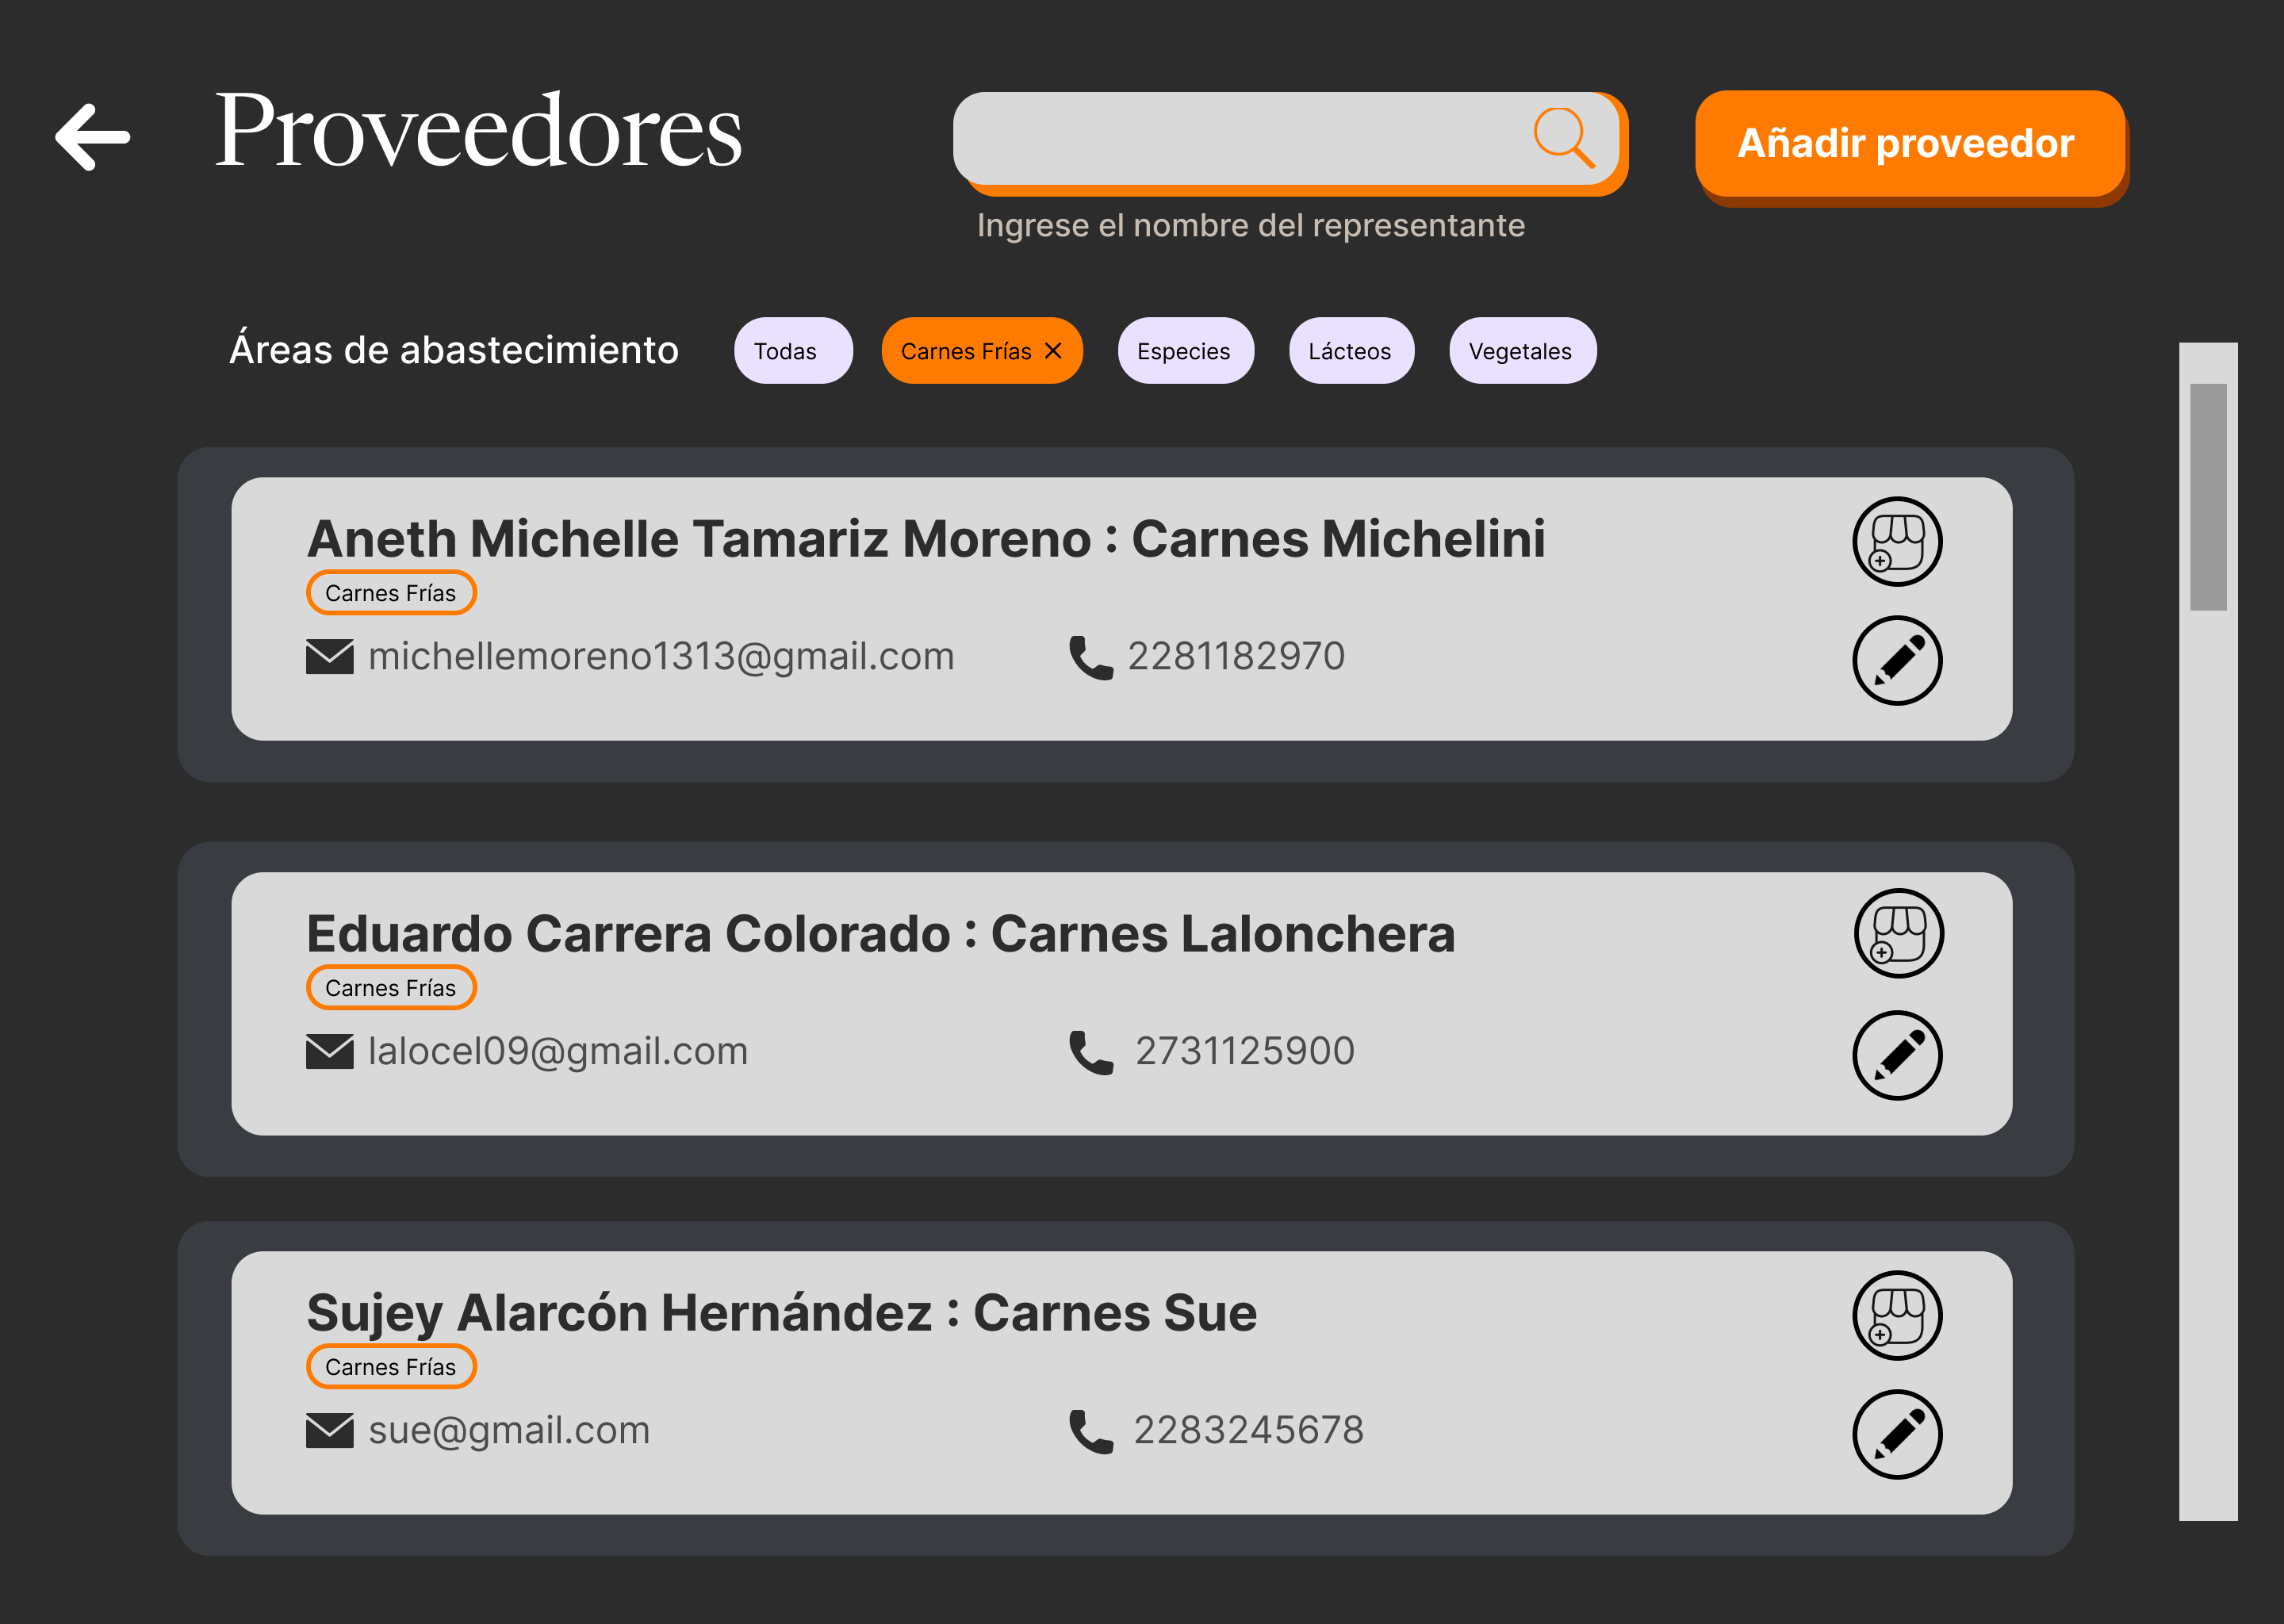 Proveedores
Añadir proveedor
Ingrese el nombre del representante
Áreas de abastecimiento
Todas
Carnes Frías
Especies
Lácteos
Vegetales
Aneth Michelle Tamariz Moreno : Carnes Michelini
Carnes Frías
michellemoreno1313@gmail.com
2281182970
Eduardo Carrera Colorado : Carnes Lalonchera
Carnes Frías
lalocel09@gmail.com
2731125900
Sujey Alarcón Hernández : Carnes Sue
Carnes Frías
sue@gmail.com
2283245678